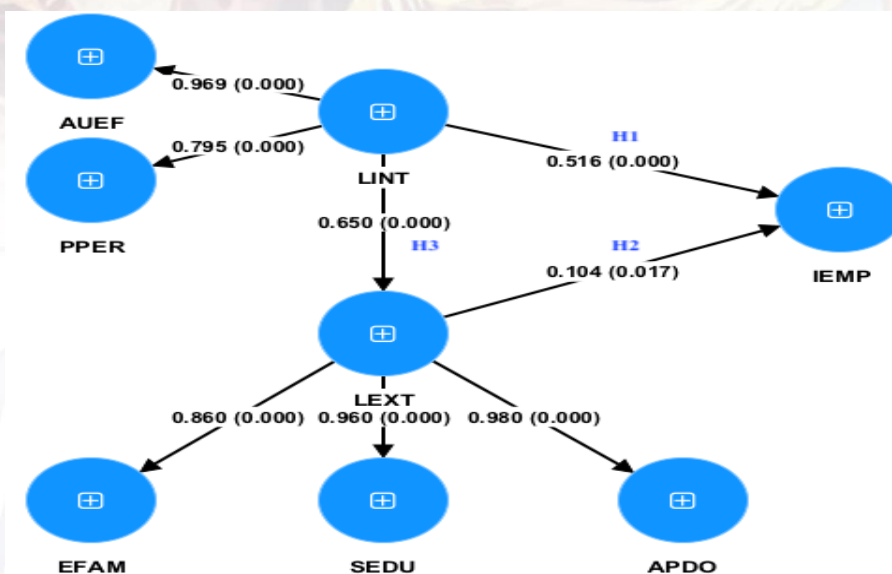 0.969 (0.000)
AUEF
0.795 (0.000)
PPER
LINT
H1
0.516 (0.000)
0.650 (0.000)
H3
H2
0.104 (0.017)
IEMP
LEXT
0.860 (0.000) 0.960 (0.000) 0.980 (0.000)
EFAM SEDU APDO